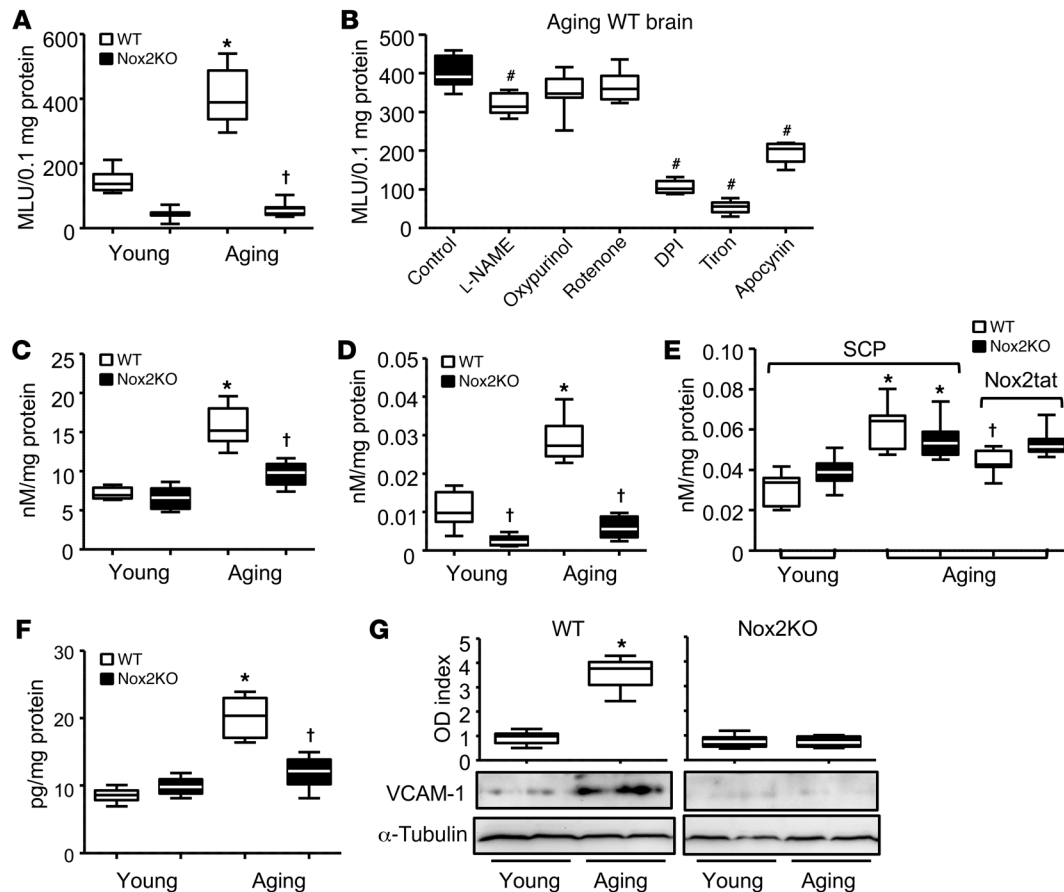 A
MLU/0.1 mg protein
600
400
200
0
WT
Nox2KO
*
†
Young Aging
B
Aging WT brain
MLU/0.1 mg protein
500
400
300
200
100
0
#
#
#
#
Control
L-NAME
Oxypurinol
Rotenone
DPI
Tiron
Apocynin
C
nM/mg protein
25
20
15
10
5
0
WT
Nox2KO
*
†
Young Aging
D
nM/mg protein
0.05
0.04
0.03
0.02
0.01
0
WT
Nox2KO
†
*
†
Young Aging
E
nM/mg protein
0.10
0.08
0.06
0.04
0.02
0
WT
Nox2KO
SCP
Nox2tat
*
*
†
Young Aging
F
pg/mg protein
30
20
10
0
WT
Nox2KO
*
†
Young Aging
G
WT Nox2KO
OD index
5
4
3
2
1
0
*
VCAM-1
α-Tubulin
Young Aging Young Aging